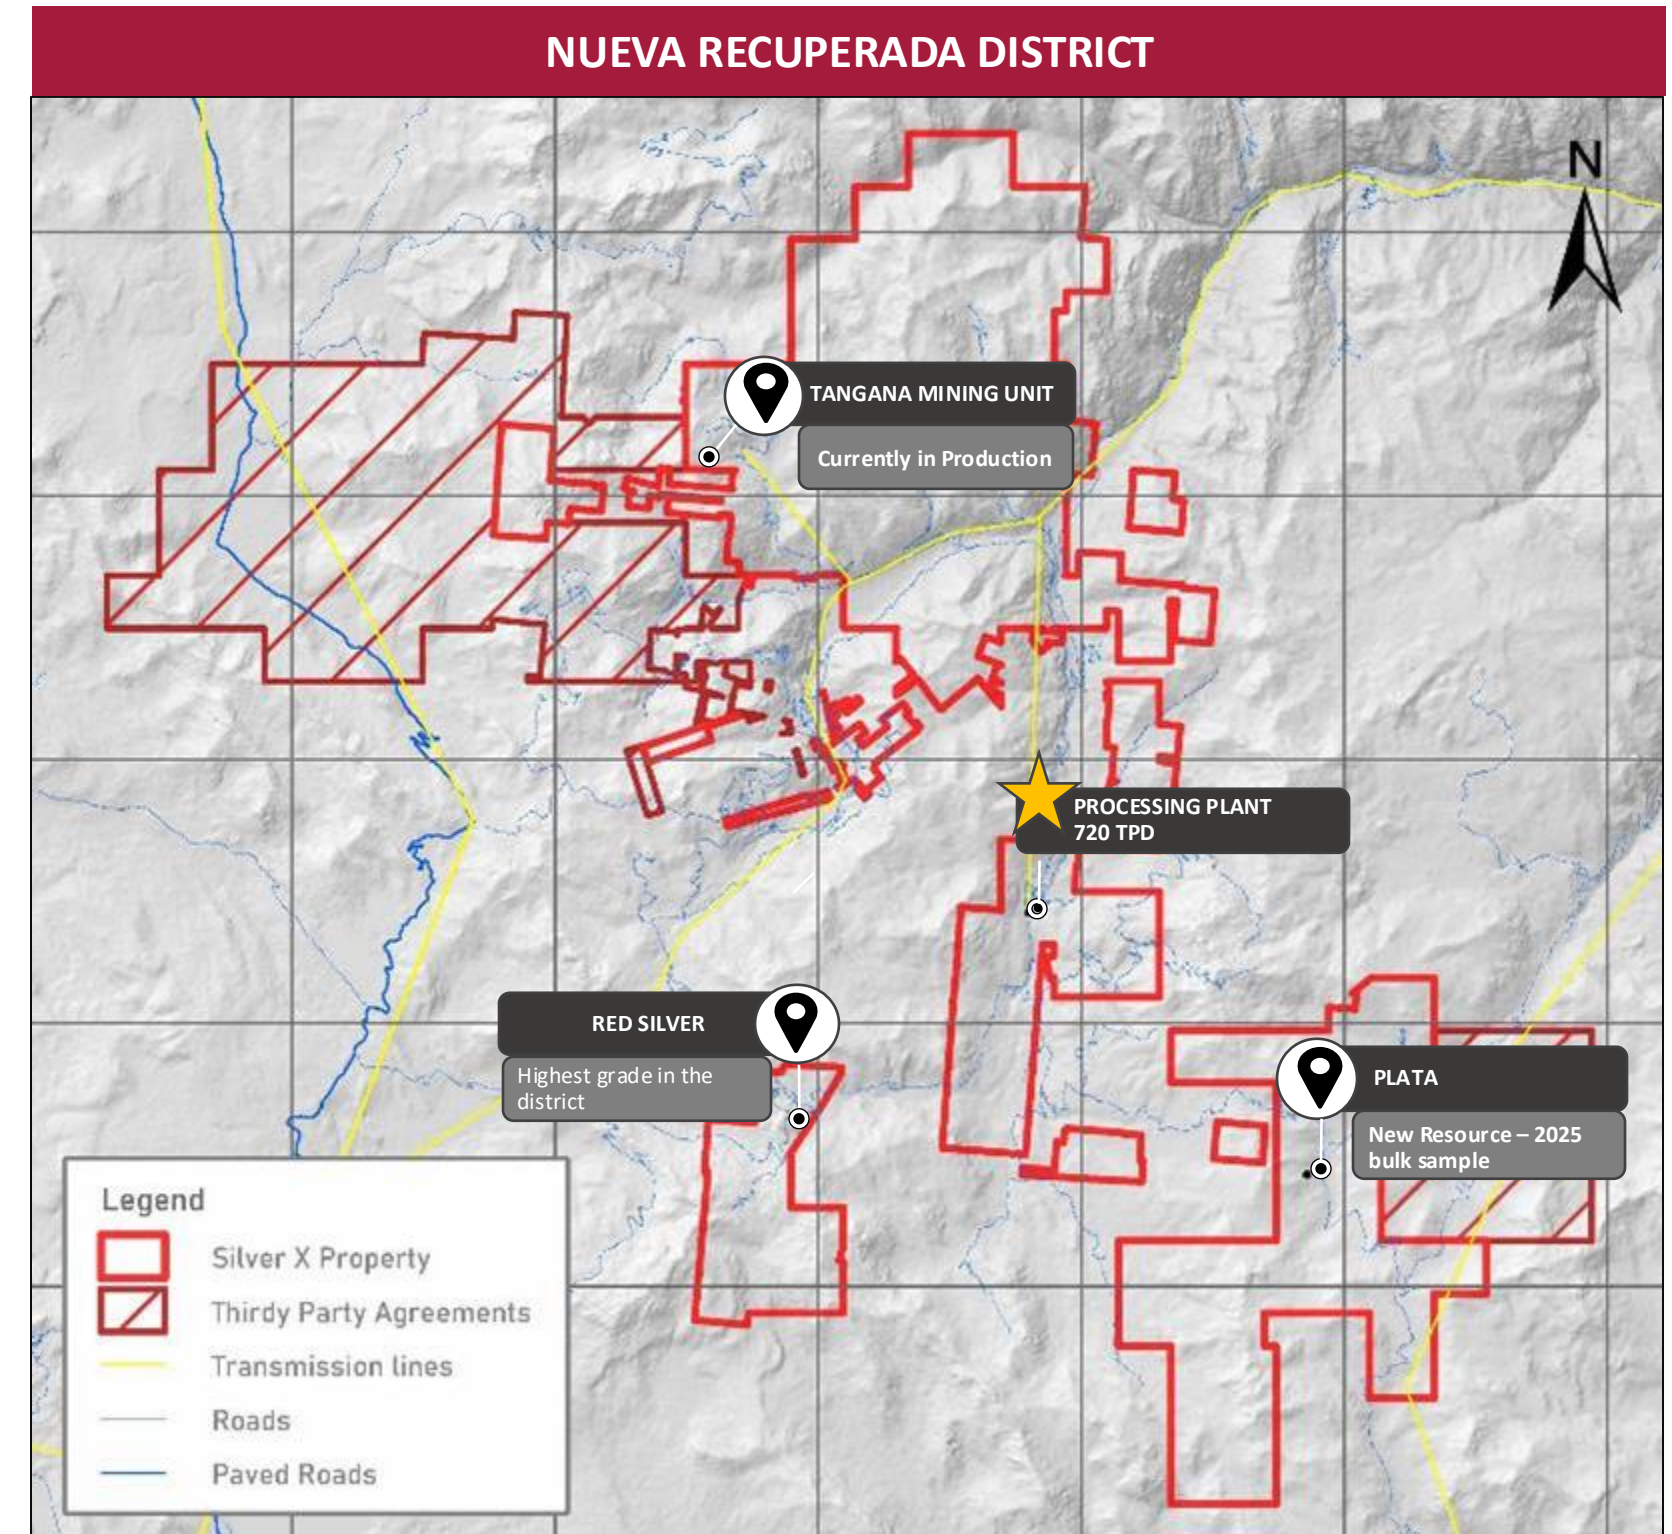 NUEVA RECUPERADA DISTRICT
N
TANGANA MINING UNIT
Currently in Production
PROCESSING PLANT
720 TPD
RED SILVER
Highest grade in the
district
PLATA
New Resource – 2025
bulk sample
Legend
Silver X Property
Thirdy Party Agreements
Transmission lines
Roads
Paved Roads